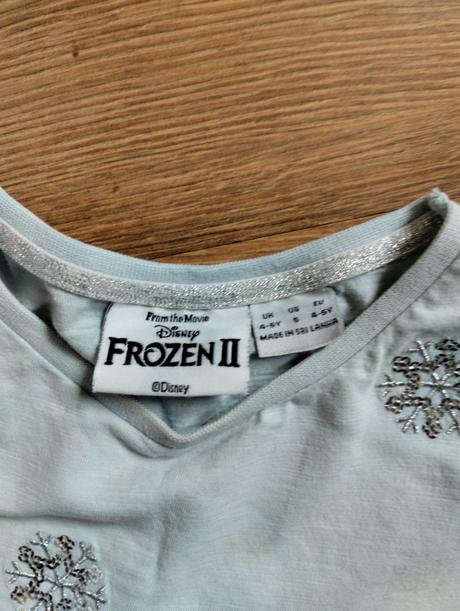 From the Movie
Disney
FROZEN II
©Disney
UK US EU
4-5Y 5 4-5Y
MADE IN SRI LANKA